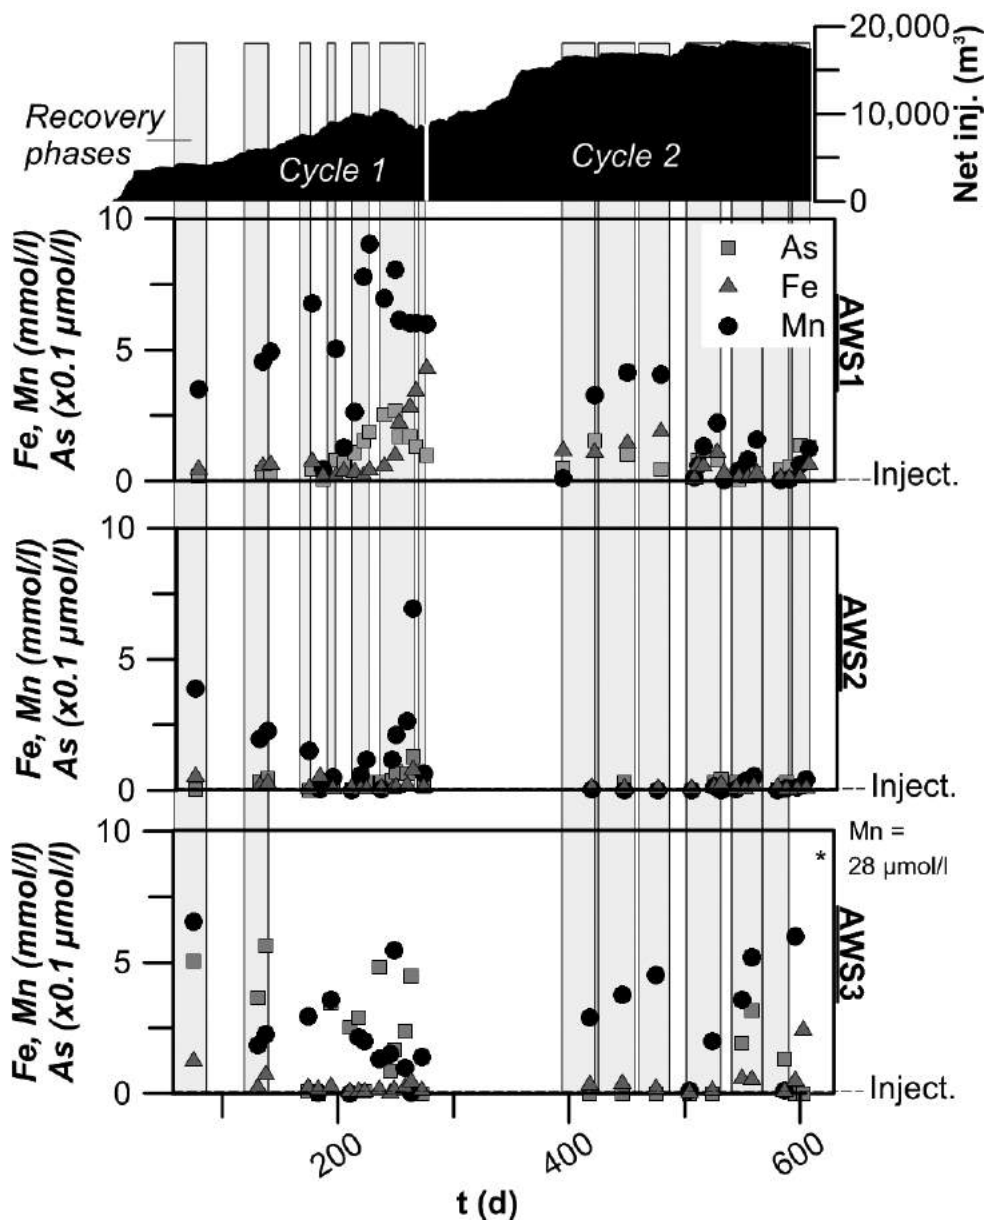 20,000
10,000
0
Net inj. (m³)
Recovery
phases
Cycle 1
Cycle 2
10
5
0
Fe, Mn (mmol/l)
As (x0.1 µmol/l)
As
Fe
Mn
AWS1
Inject.
10
5
0
Fe, Mn (mmol/l)
As (x0.1 µmol/l)
AWS2
Inject.
10
5
0
Fe, Mn (mmol/l)
As (x0.1 µmol/l)
Mn =
* 28 µmol/l
AWS3
Inject.
200
400
600
t (d)